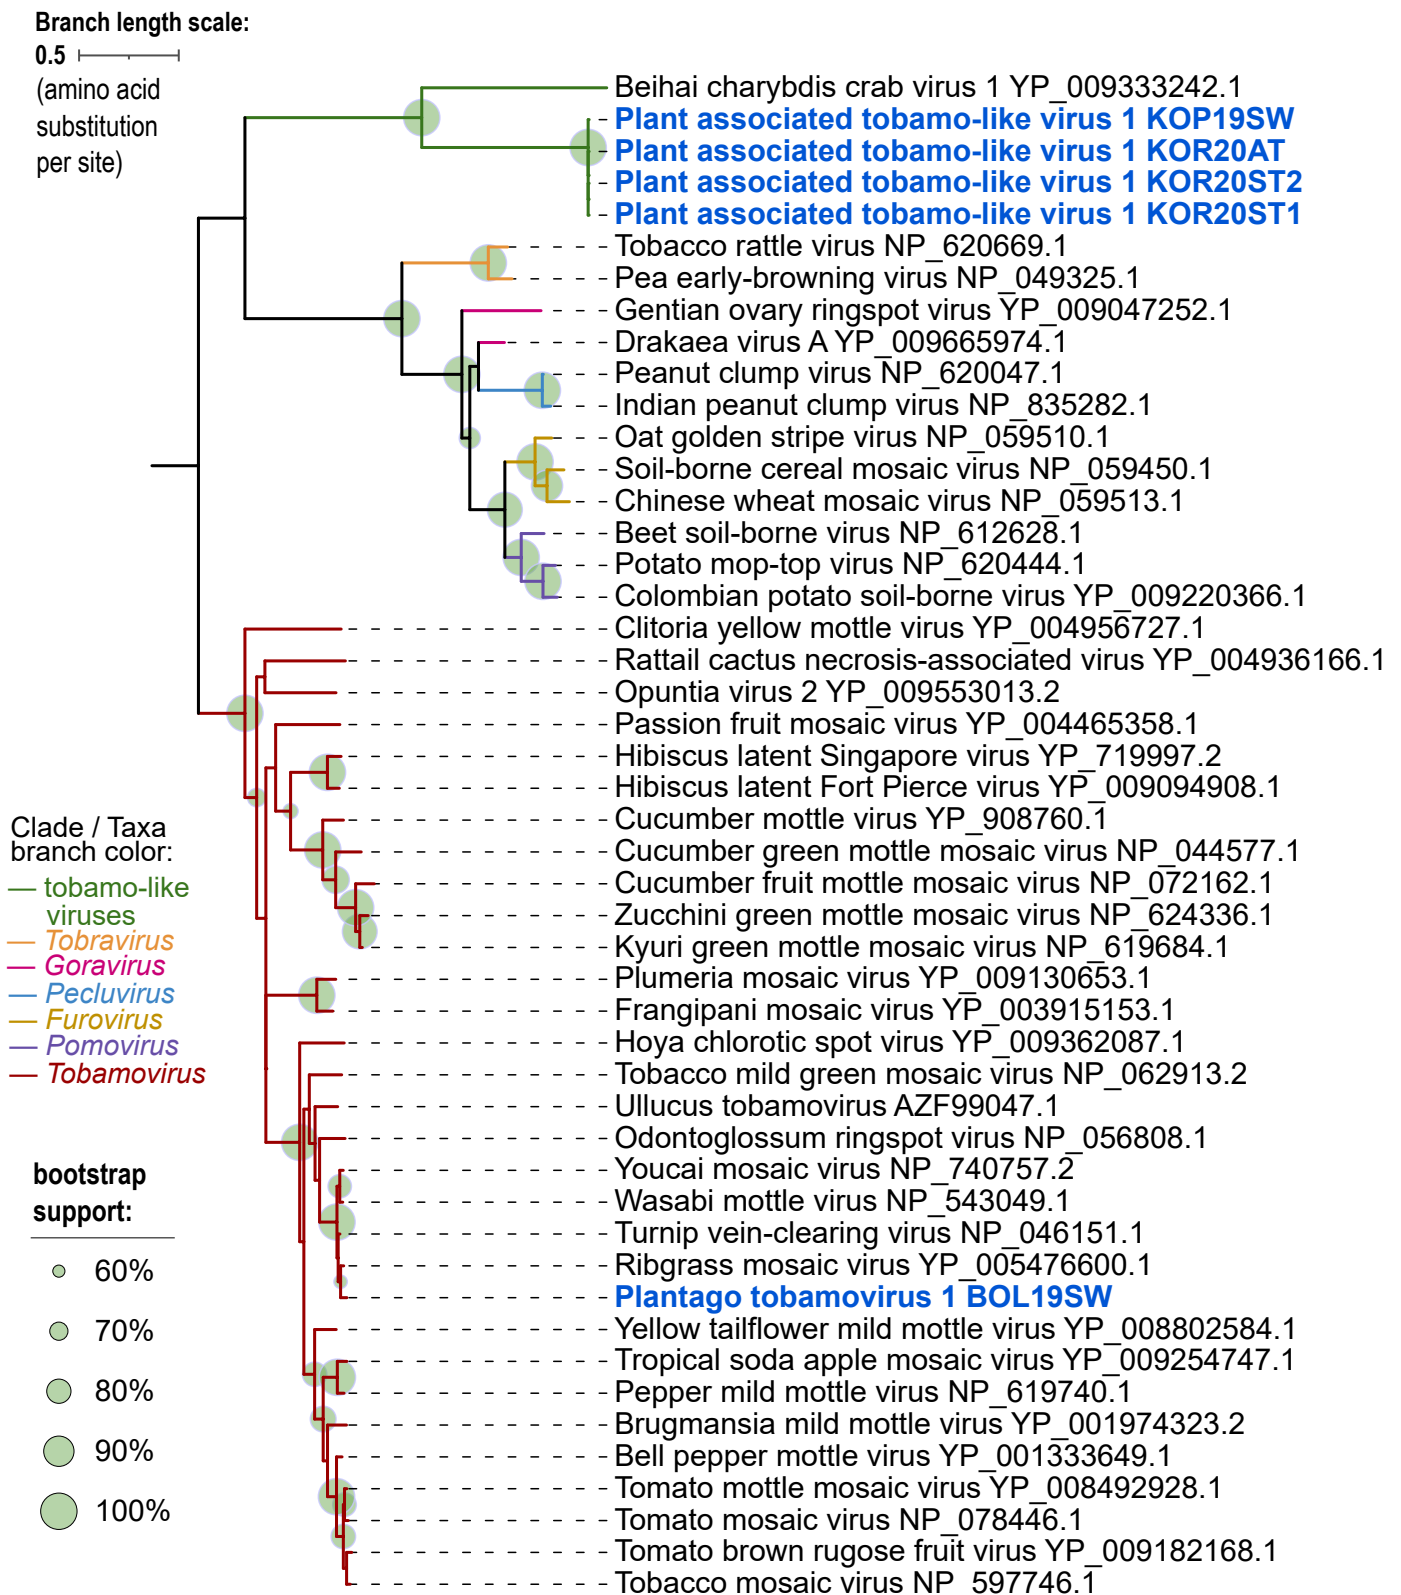 Branch length scale:
0.5
(amino acid
substitution
per site)
Beihai charybdis crab virus 1 YP_009333242.1
Plant associated tobamo-like virus 1 KOP19SW
Plant associated tobamo-like virus 1 KOR20AT
Plant associated tobamo-like virus 1 KOR20ST2
Plant associated tobamo-like virus 1 KOR20ST1
Tobacco rattle virus NP_620669.1
Pea early-browning virus NP_049325.1
Gentian ovary ringspot virus YP_009047252.1
Drakaea virus A YP_009665974.1
Peanut clump virus NP_620047.1
Indian peanut clump virus NP_835282.1
Oat golden stripe virus NP_059510.1
Soil-borne cereal mosaic virus NP_059450.1
Chinese wheat mosaic virus NP_059513.1
Beet soil-borne virus NP_612628.1
Potato mop-top virus NP_620444.1
Colombian potato soil-borne virus YP_009220366.1
Clitoria yellow mottle virus YP_004956727.1
Rattail cactus necrosis-associated virus YP_004936166.1
Opuntia virus 2 YP_009553013.2
Passion fruit mosaic virus YP_004465358.1
Hibiscus latent Singapore virus YP_719997.2
Hibiscus latent Fort Pierce virus YP_009094908.1
Cucumber mottle virus YP_908760.1
Cucumber green mottle mosaic virus NP_044577.1
Cucumber fruit mottle mosaic virus NP_072162.1
Zucchini green mottle mosaic virus NP_624336.1
Kyuri green mottle mosaic virus NP_619684.1
Plumeria mosaic virus YP_009130653.1
Frangipani mosaic virus YP_003915153.1
Hoya chlorotic spot virus YP_009362087.1
Tobacco mild green mosaic virus NP_062913.2
Ullucus tobamovirus AZF99047.1
Odontoglossum ringspot virus NP_056808.1
Youcai mosaic virus NP_740757.2
Wasabi mottle virus NP_543049.1
Turnip vein-clearing virus NP_046151.1
Ribgrass mosaic virus YP_005476600.1
Plantago tobamovirus 1 BOL19SW
Yellow tailflower mild mottle virus YP_008802584.1
Tropical soda apple mosaic virus YP_009254747.1
Pepper mild mottle virus NP_619740.1
Brugmansia mild mottle virus YP_001974323.2
Bell pepper mottle virus YP_001333649.1
Tomato mottle mosaic virus YP_008492928.1
Tomato mosaic virus NP_078446.1
Tomato brown rugose fruit virus YP_009182168.1
Tobacco mosaic virus NP_597746.1
Clade / Taxa
branch color:
tobamo-like
viruses
Tobravirus
Goravirus
Pecluvirus
Furovirus
Pomovirus
Tobamovirus
bootstrap
support:
60%
70%
80%
90%
100%